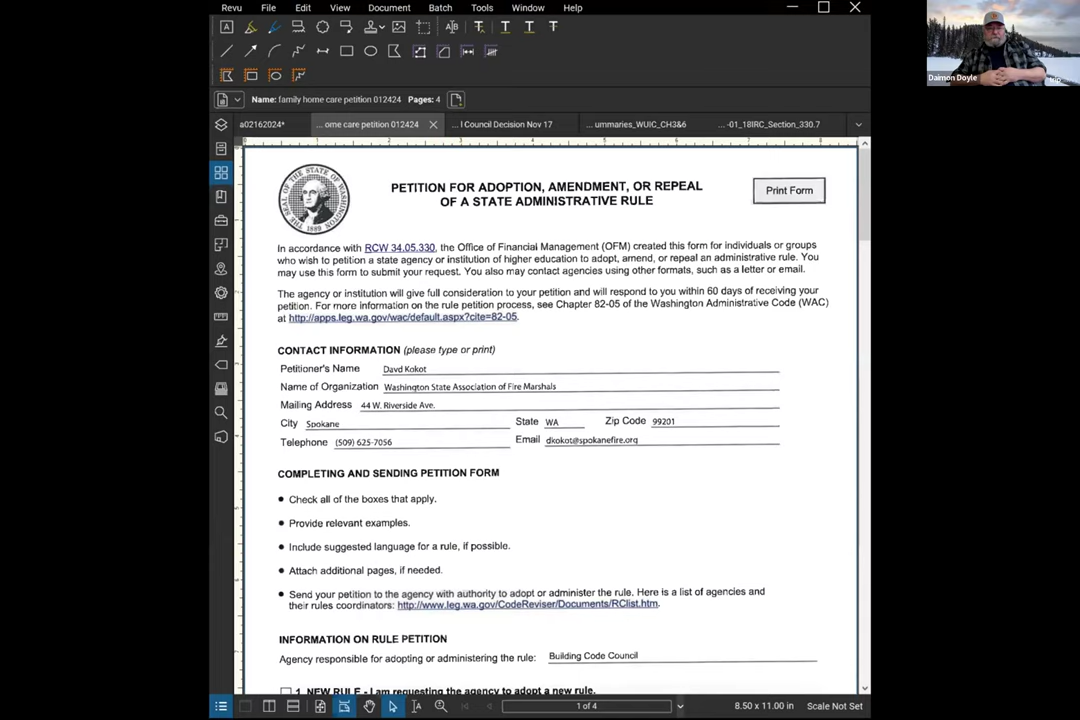 Revu File Edit View Document Batch Tools Window Help
Name: family home care petition 012424 Pages: 4
a02162024* ... ome care petition 012424 ... l Council Decision Nov 17 ... ummaries_WUIC_CH3&6 ... -01_18IRC_Section_330.7
PETITION FOR ADOPTION, AMENDMENT, OR REPEAL
OF A STATE ADMINISTRATIVE RULE
Print Form
In accordance with RCW 34.05.330, the Office of Financial Management (OFM) created this form for individuals or groups
who wish to petition a state agency or institution of higher education to adopt, amend, or repeal an administrative rule. You
may use this form to submit your request. You also may contact agencies using other formats, such as a letter or email.
The agency or institution will give full consideration to your petition and will respond to you within 60 days of receiving your
petition. For more information on the rule petition process, see Chapter 82-05 of the Washington Administrative Code (WAC)
at http://apps.leg.wa.gov/wac/default.aspx?cite=82-05.
CONTACT INFORMATION (please type or print)
Petitioner's Name Davd Kokot
Name of Organization Washington State Association of Fire Marshals
Mailing Address 44 W. Riverside Ave.
City Spokane State WA Zip Code 99201
Telephone (509) 625-7056 Email dkokot@spokanefire.org
COMPLETING AND SENDING PETITION FORM
• Check all of the boxes that apply.
• Provide relevant examples.
• Include suggested language for a rule, if possible.
• Attach additional pages, if needed.
• Send your petition to the agency with authority to adopt or administer the rule. Here is a list of agencies and
their rules coordinators: http://www.leg.wa.gov/CodeReviser/Documents/RClist.htm.
INFORMATION ON RULE PETITION
Agency responsible for adopting or administering the rule: Building Code Council
1. NEW RULE - I am requesting the agency to adopt a new rule.
1 of 4 8.50 x 11.00 in Scale Not Set
Daimon Doyle